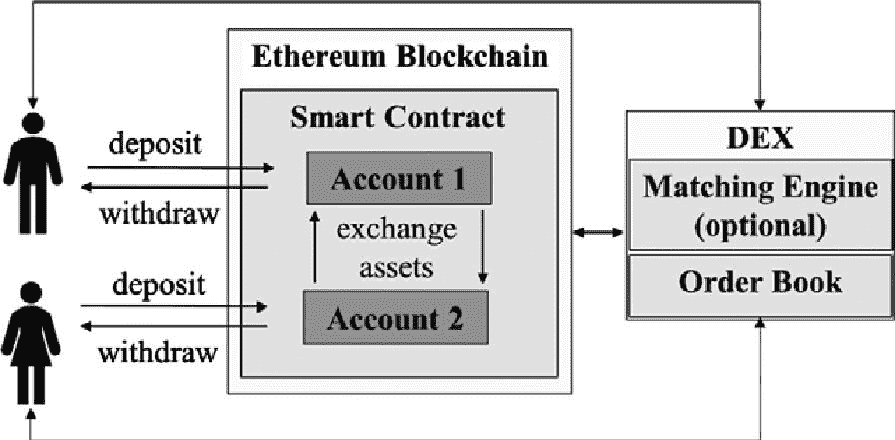 Ethereum Blockchain
Smart Contract
deposit
withdraw
Account 1
exchange
assets
deposit
withdraw
Account 2
DEX
Matching Engine
(optional)
Order Book